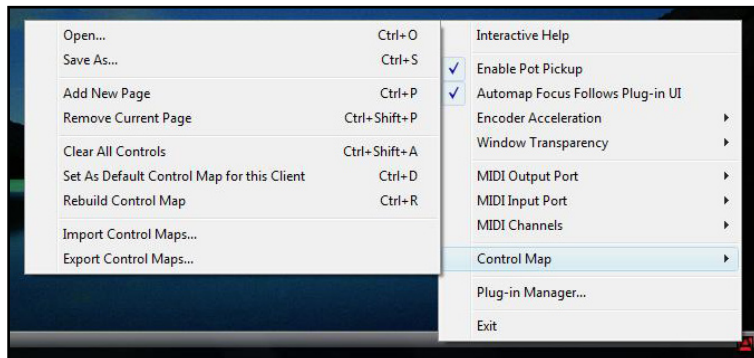 Open... Ctrl+O
Save As... Ctrl+S
Add New Page Ctrl+P
Remove Current Page Ctrl+Shift+P
Clear All Controls Ctrl+Shift+A
Set As Default Control Map for this Client Ctrl+D
Rebuild Control Map Ctrl+R
Import Control Maps...
Export Control Maps...
Interactive Help
Enable Pot Pickup
Automap Focus Follows Plug-in UI
Encoder Acceleration
Window Transparency
MIDI Output Port
MIDI Input Port
MIDI Channels
Control Map
Plug-in Manager...
Exit